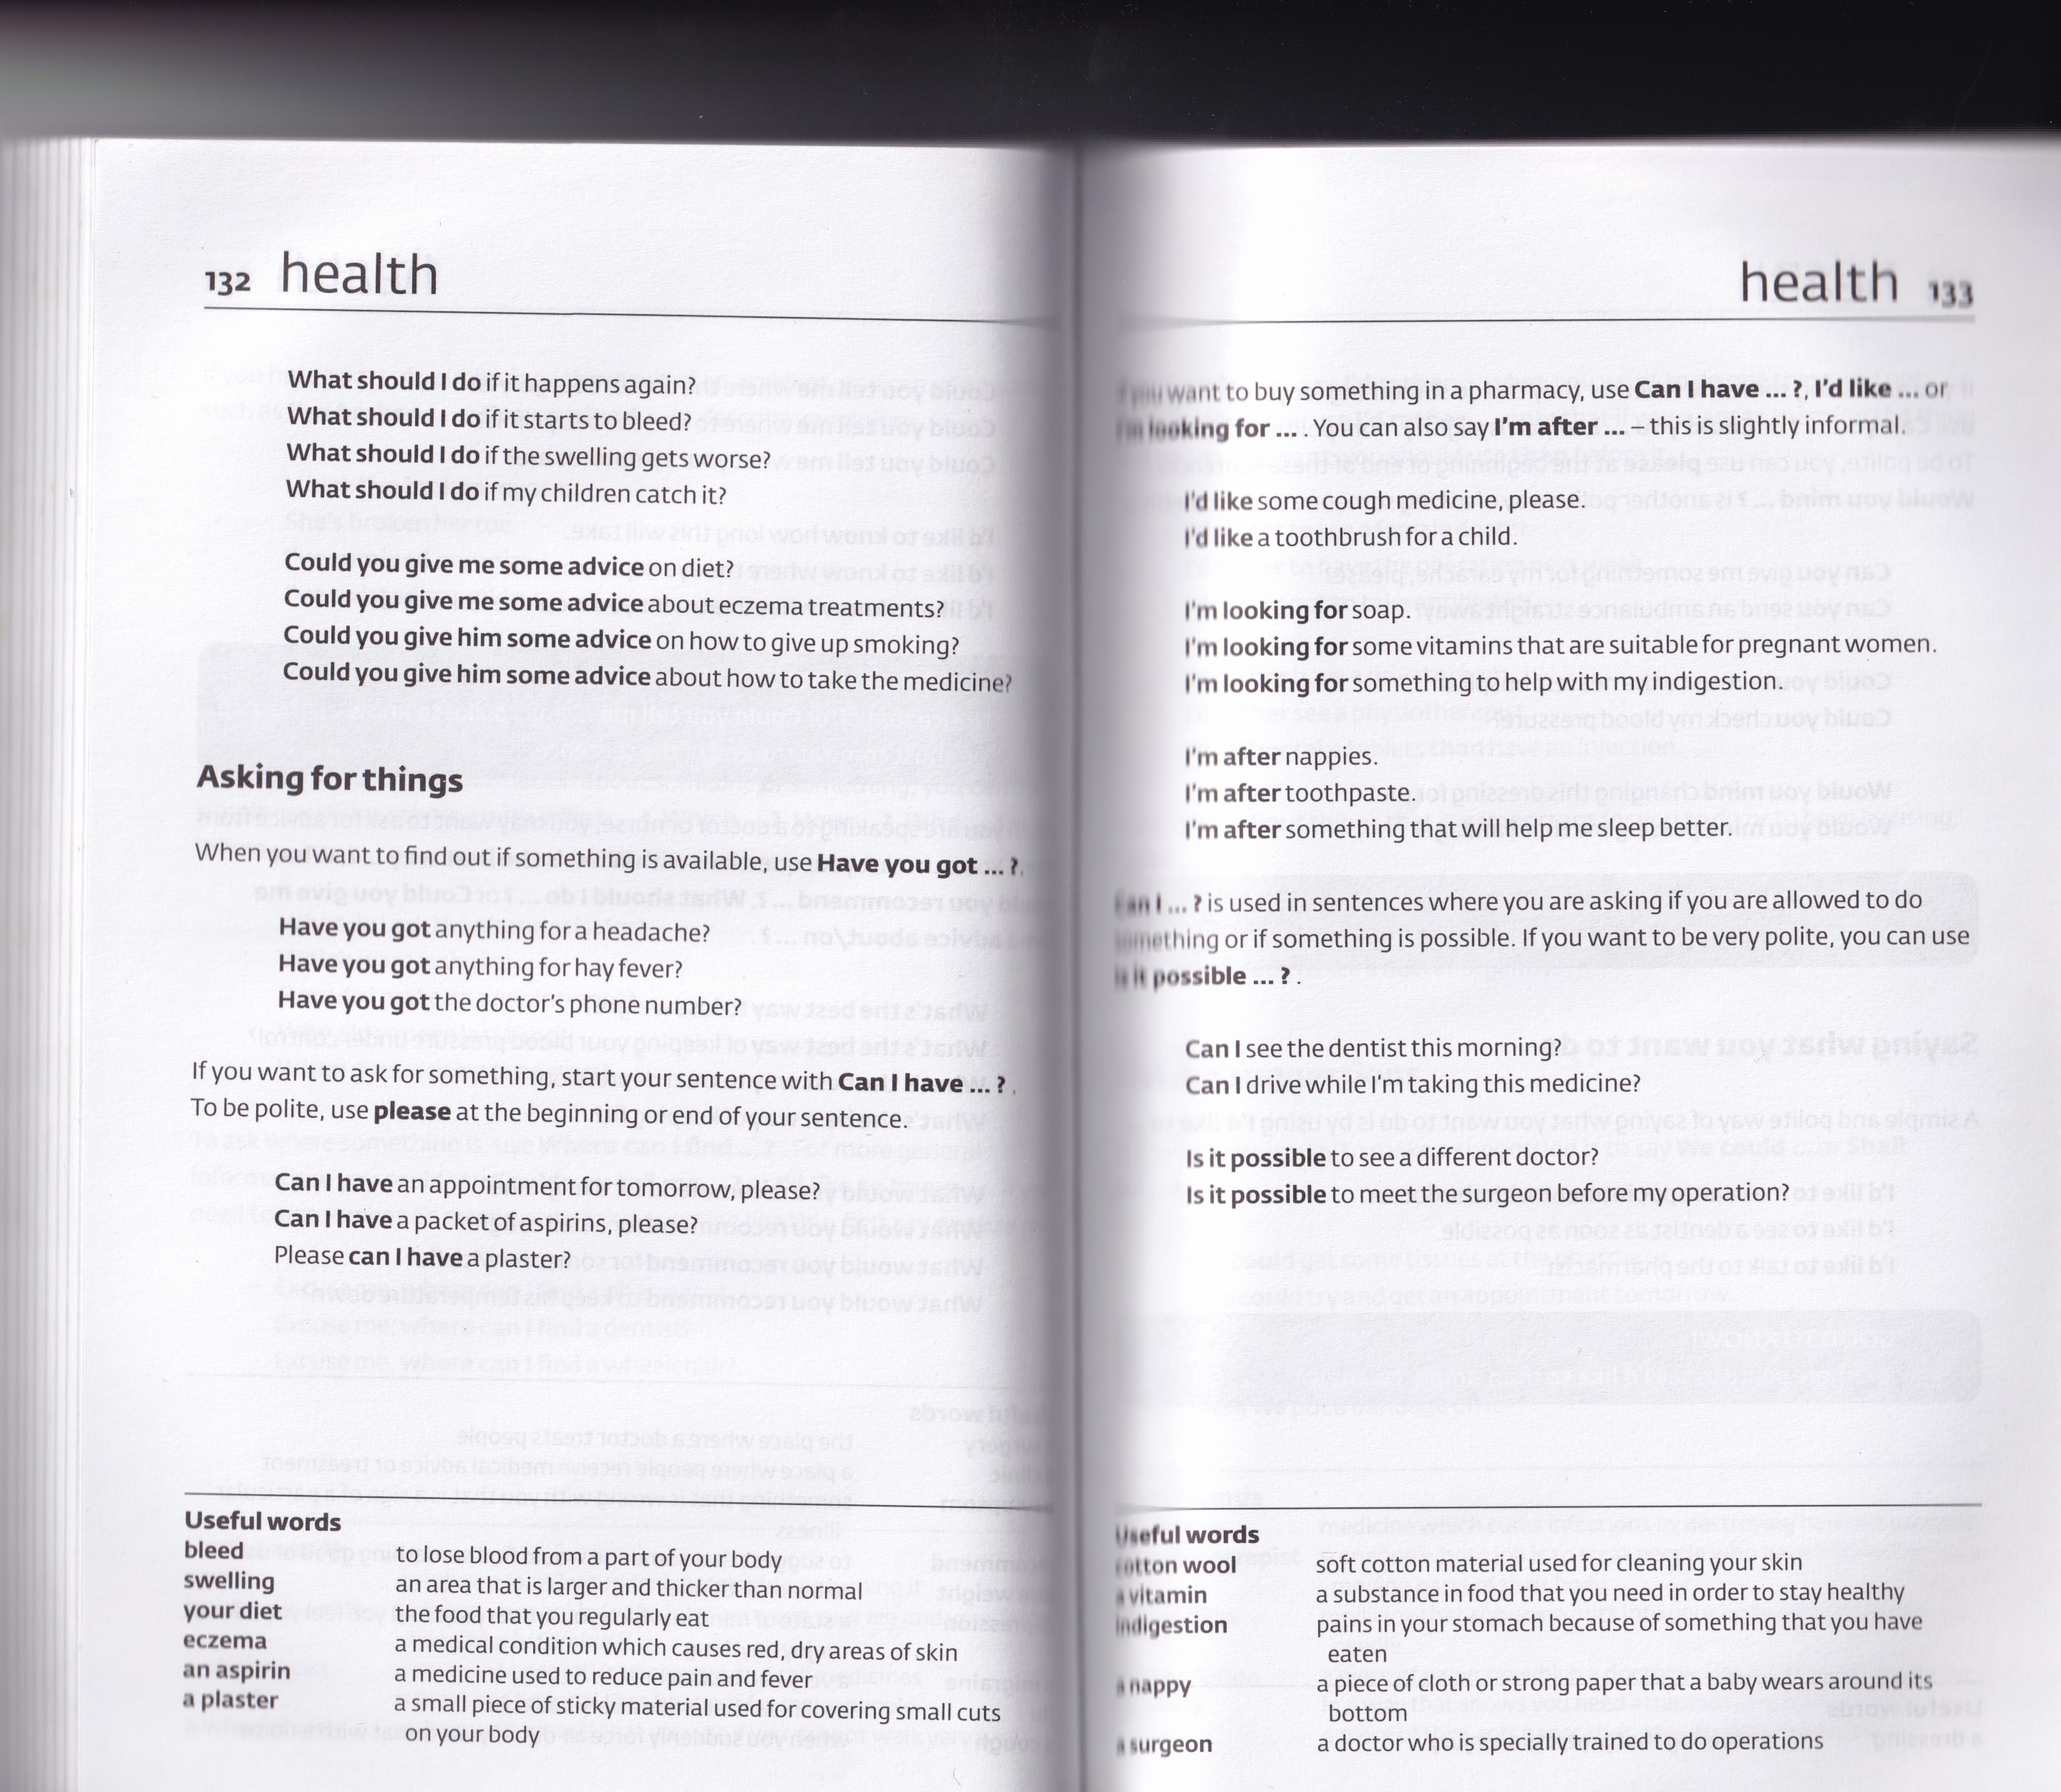 132 health
What should I do if it happens again?
What should I do if it starts to bleed?
What should I do if the swelling gets worse?
What should I do if my children catch it?
Could you give me some advice on diet?
Could you give me some advice about eczema treatments?
Could you give him some advice on how to give up smoking?
Could you give him some advice about how to take the medicine?
Asking for things
When you want to find out if something is available, use Have you got ... ?.
Have you got anything for a headache?
Have you got anything for hay fever?
Have you got the doctor's phone number?
If you want to ask for something, start your sentence with Can I have ... ? .
To be polite, use please at the beginning or end of your sentence.
Can I have an appointment for tomorrow, please?
Can I have a packet of aspirins, please?
Please can I have a plaster?
Useful words
bleed to lose blood from a part of your body
swelling an area that is larger and thicker than normal
your diet the food that you regularly eat
eczema a medical condition which causes red, dry areas of skin
an aspirin a medicine used to reduce pain and fever
a plaster a small piece of sticky material used for covering small cuts
on your body
health 133
If you want to buy something in a pharmacy, use Can I have ... ?, I'd like ... or
I'm looking for ... . You can also say I'm after ... – this is slightly informal.
I'd like some cough medicine, please.
I'd like a toothbrush for a child.
I'm looking for soap.
I'm looking for some vitamins that are suitable for pregnant women.
I'm looking for something to help with my indigestion.
I'm after nappies.
I'm after toothpaste.
I'm after something that will help me sleep better.
Can I ... ? is used in sentences where you are asking if you are allowed to do
something or if something is possible. If you want to be very polite, you can use
Is it possible ... ? .
Can I see the dentist this morning?
Can I drive while I'm taking this medicine?
Is it possible to see a different doctor?
Is it possible to meet the surgeon before my operation?
Useful words
cotton wool soft cotton material used for cleaning your skin
a vitamin a substance in food that you need in order to stay healthy
indigestion pains in your stomach because of something that you have
eaten
a nappy a piece of cloth or strong paper that a baby wears around its
bottom
a surgeon a doctor who is specially trained to do operations